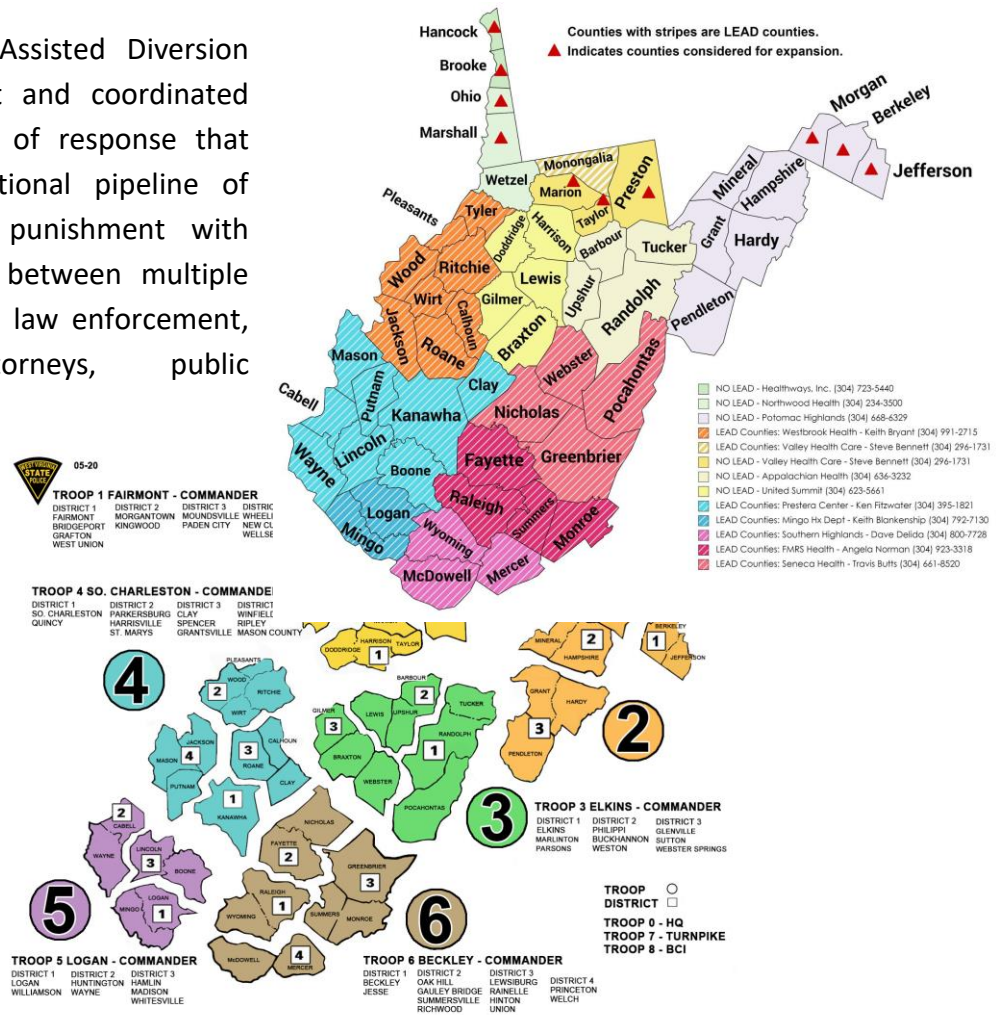 Assisted Diversion
t and coordinated
of response that
tional pipeline of
punishment with
between multiple
law enforcement,
torneys, public
Counties with stripes are LEAD counties.
Indicates counties considered for expansion.
Hancock
Brooke
Ohio
Marshall
Wetzel
Monongalia
Marion
Preston
Taylor
Morgan
Berkeley
Jefferson
Mineral
Hampshire
Grant
Hardy
Pendleton
Pleasants
Tyler
Doddridge
Harrison
Barbour
Tucker
Wood
Ritchie
Lewis
Upshur
Randolph
Wirt
Calhoun
Gilmer
Jackson
Roane
Braxton
Webster
Pocahontas
Mason
Clay
Cabell
Putnam
Kanawha
Nicholas
Greenbrier
Wayne
Lincoln
Boone
Fayette
Logan
Raleigh
Summers
Monroe
Mingo
Wyoming
McDowell
Mercer
NO LEAD - Healthways, Inc. (304) 723-5440
NO LEAD - Northwood Health (304) 234-3500
NO LEAD - Potomac Highlands (304) 668-6329
LEAD Counties: Westbrook Health - Keith Bryant (304) 991-2715
LEAD Counties: Valley Health Care - Steve Bennett (304) 296-1731
NO LEAD - Valley Health Care - Steve Bennett (304) 296-1731
NO LEAD - Appalachian Health (304) 636-3232
NO LEAD - United Summit (304) 623-5661
LEAD Counties: Prestera Center - Ken Fitzwater (304) 395-1821
LEAD Counties: Mingo Hx Dept - Keith Blankenship (304) 792-7130
LEAD Counties: Southern Highlands - Dave Delida (304) 800-7728
LEAD Counties: FMRS Health - Angela Norman (304) 923-3318
LEAD Counties: Seneca Health - Travis Butts (304) 661-8520
WEST VIRGINIA
STATE
POLICE
05-20
TROOP 1 FAIRMONT - COMMANDER
DISTRICT 1 DISTRICT 2 DISTRICT 3 DISTRIC
FAIRMONT MORGANTOWN MOUNDSVILLE WHEELI
BRIDGEPORT KINGWOOD PADEN CITY NEW CU
GRAFTON WELLSB
WEST UNION
TROOP 4 SO. CHARLESTON - COMMANDE
DISTRICT 1 DISTRICT 2 DISTRICT 3 DISTRICT
SO. CHARLESTON PARKERSBURG CLAY WINFIELD
QUINCY HARRISVILLE SPENCER RIPLEY
ST. MARYS GRANTSVILLE MASON COUNTY
DODDRIDGE
HARRISON
TAYLOR
1
MINERAL
2
HAMPSHIRE
BERKELEY
1
JEFFERSON
4
PLEASANTS
WOOD
2
RITCHIE
WIRT
BARBOUR
2
TUCKER
GILMER
3
LEWIS
UPSHUR
RANDOLPH
1
GRANT
HARDY
3
PENDLETON
2
JACKSON
4
MASON
CALHOUN
3
ROANE
PUTNAM
CLAY
1
KANAWHA
BRAXTON
WEBSTER
POCAHONTAS
3
TROOP 3 ELKINS - COMMANDER
DISTRICT 1 DISTRICT 2 DISTRICT 3
ELKINS PHILIPPI GLENVILLE
MARLINTON BUCKHANNON SUTTON
PARSONS WESTON WEBSTER SPRINGS
2
CABELL
WAYNE
LINCOLN
3
BOONE
LOGAN
MINGO
1
5
NICHOLAS
FAYETTE
2
GREENBRIER
3
RALEIGH
1
WYOMING
SUMMERS
MONROE
McDOWELL
4
MERCER
6
TROOP
DISTRICT
TROOP 0 - HQ
TROOP 7 - TURNPIKE
TROOP 8 - BCI
TROOP 5 LOGAN - COMMANDER
DISTRICT 1 DISTRICT 2 DISTRICT 3
LOGAN HUNTINGTON HAMLIN
WILLIAMSON WAYNE MADISON
WHITESVILLE
TROOP 6 BECKLEY - COMMANDER
DISTRICT 1 DISTRICT 2 DISTRICT 3 DISTRICT 4
BECKLEY OAK HILL LEWSIBURG PRINCETON
JESSE GAULEY BRIDGE RAINELLE WELCH
SUMMERSVILLE HINTON
RICHWOOD UNION